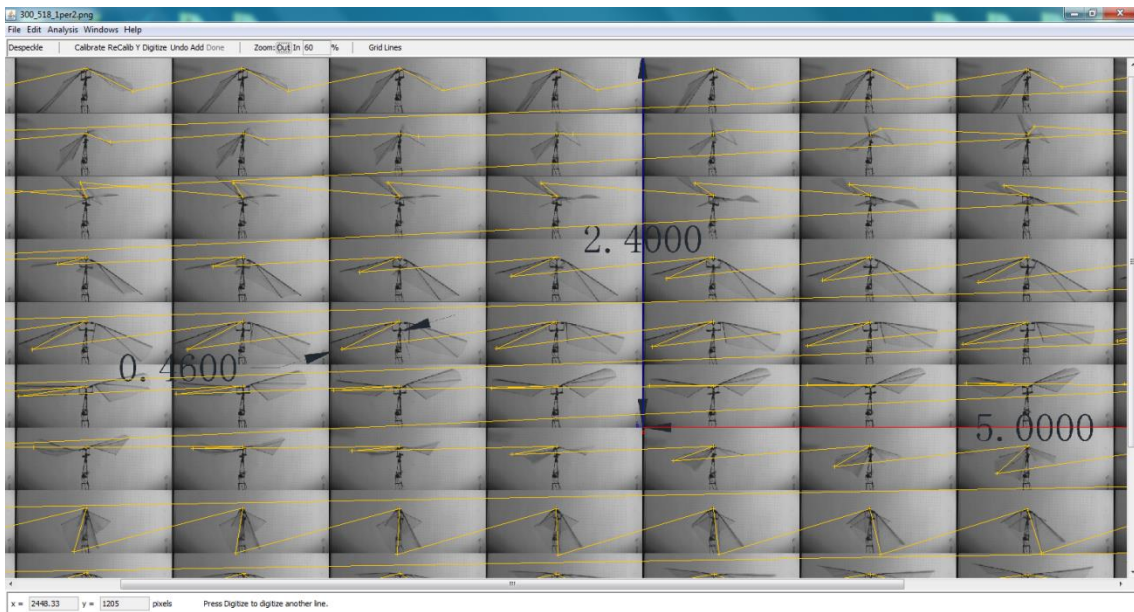 300_518_1per2.png
File Edit Analysis Windows Help
Despeckle Calibrate ReCalib Y Digitize Undo Add Done Zoom: Out In 60 % Grid Lines
2.4000
0.4600
5.0000
x = 2448.33 y = 1205 pixels Press Digitize to digitize another line.